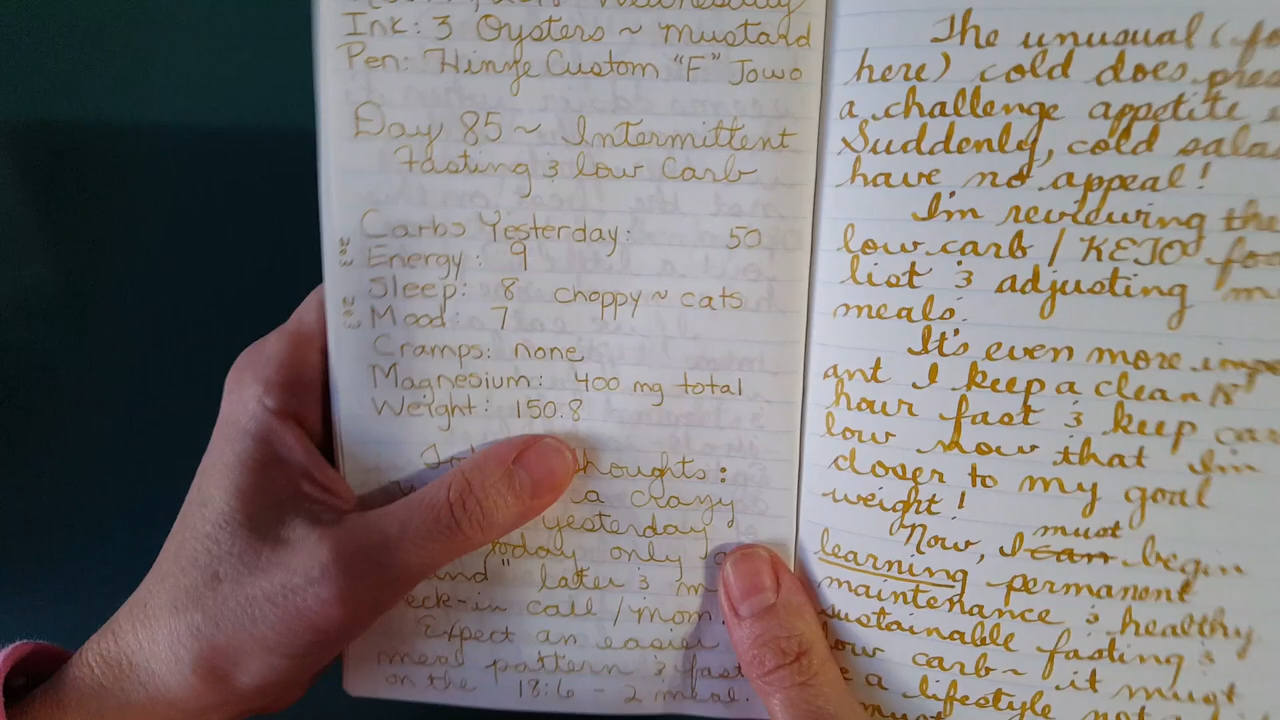 Wednesday
Ink: 3 Oysters ~ Mustard
Pen: Hinze Custom "F" Jowo
Day 85 ~ Intermittent
Fasting & low Carb
Carbs Yesterday: 50
Energy: 9
Sleep: 8 choppy ~ cats
Mood: 7
Cramps: none
Magnesium: 400 mg total
Weight: 150.8
thoughts:
a crazy
yesterday
today only
later &
call / mom.
Expect an easier
meal pattern & fast
on the 18:6 - 2 meal.
The unusual
here) cold does
a challenge appetite
Suddenly, cold
have no appeal!
I'm reviewing
low carb / KETO
list & adjusting
meals.
It's even more
ant I keep a clean
hour fast & keep
low now that I'm
closer to my goal
weight!
must
Now, I can begin
learning permanent
maintenance & healthy
sustainable fasting &
low carb ~ it must
a lifestyle